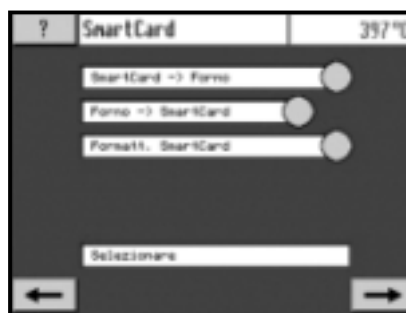 ? SmartCard 397°C
SmartCard -> Forno
Forno -> SmartCard
Formatt. SmartCard
Selezionare